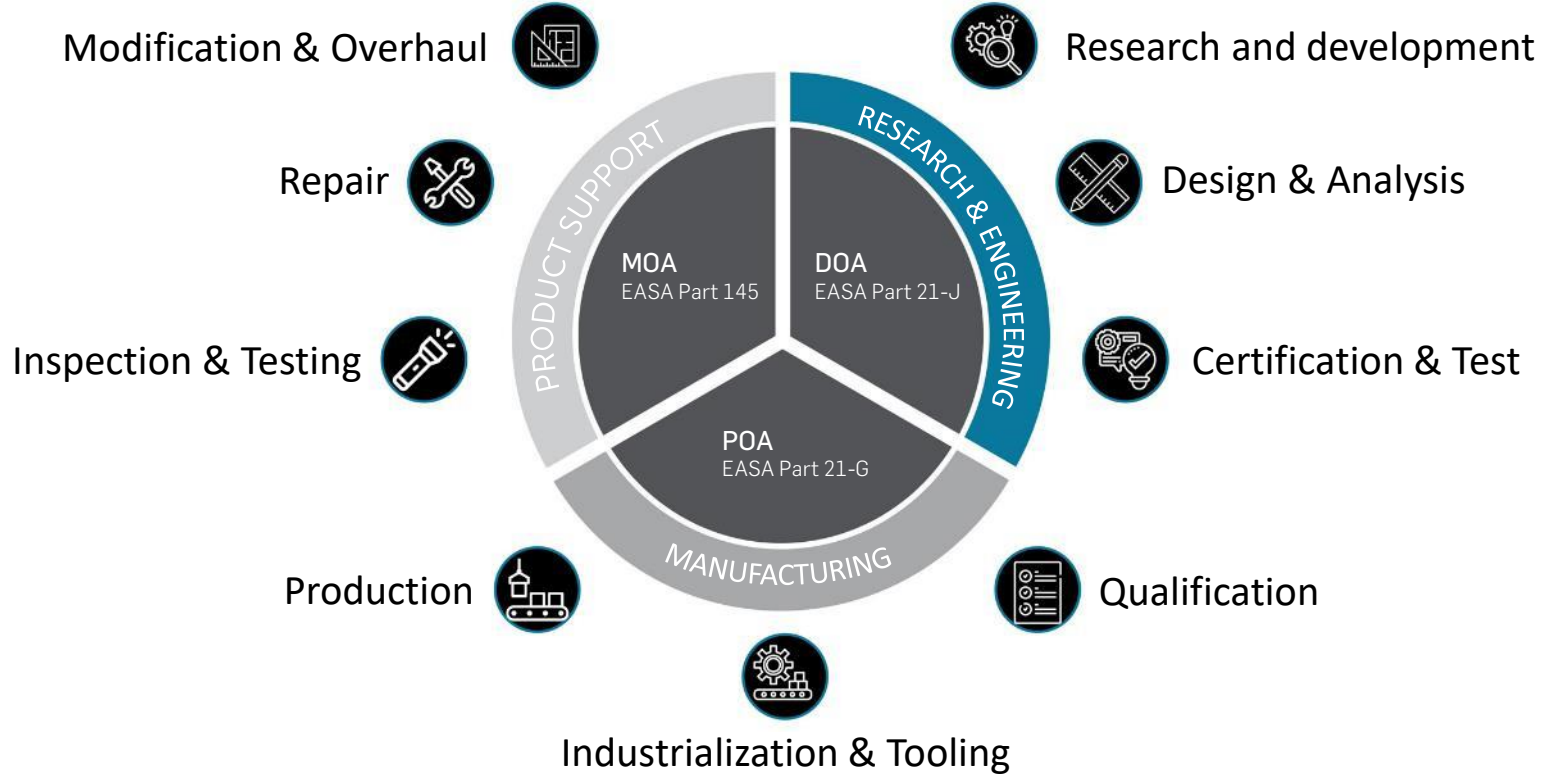 Modification & Overhaul
Research and development
Repair
Design & Analysis
Inspection & Testing
Certification & Test
PRODUCT SUPPORT
RESEARCH & ENGINEERING
MOA
EASA Part 145
DOA
EASA Part 21-J
POA
EASA Part 21-G
MANUFACTURING
Production
Qualification
Industrialization & Tooling